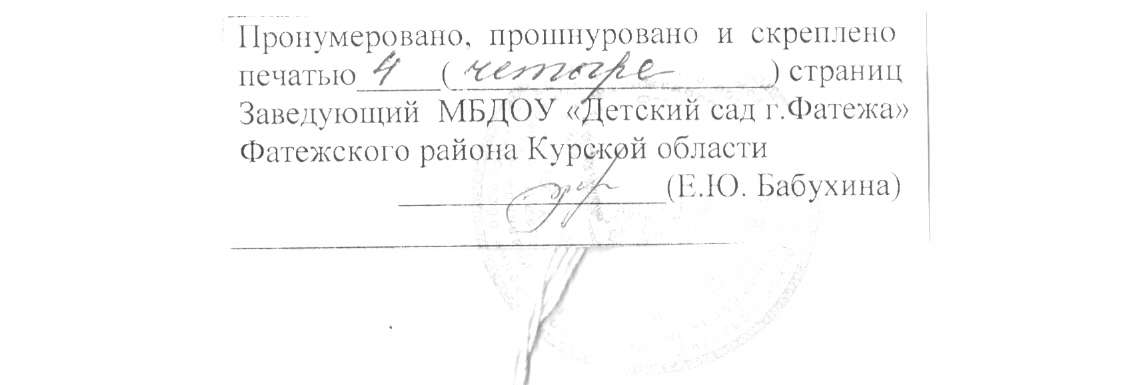 Пронумеровано, прошнуровано и скреплено
печатью 4 (четыре) страниц
Заведующий МБДОУ «Детский сад г.Фатежа»
Фатежского района Курской области
(Е.Ю. Бабухина)